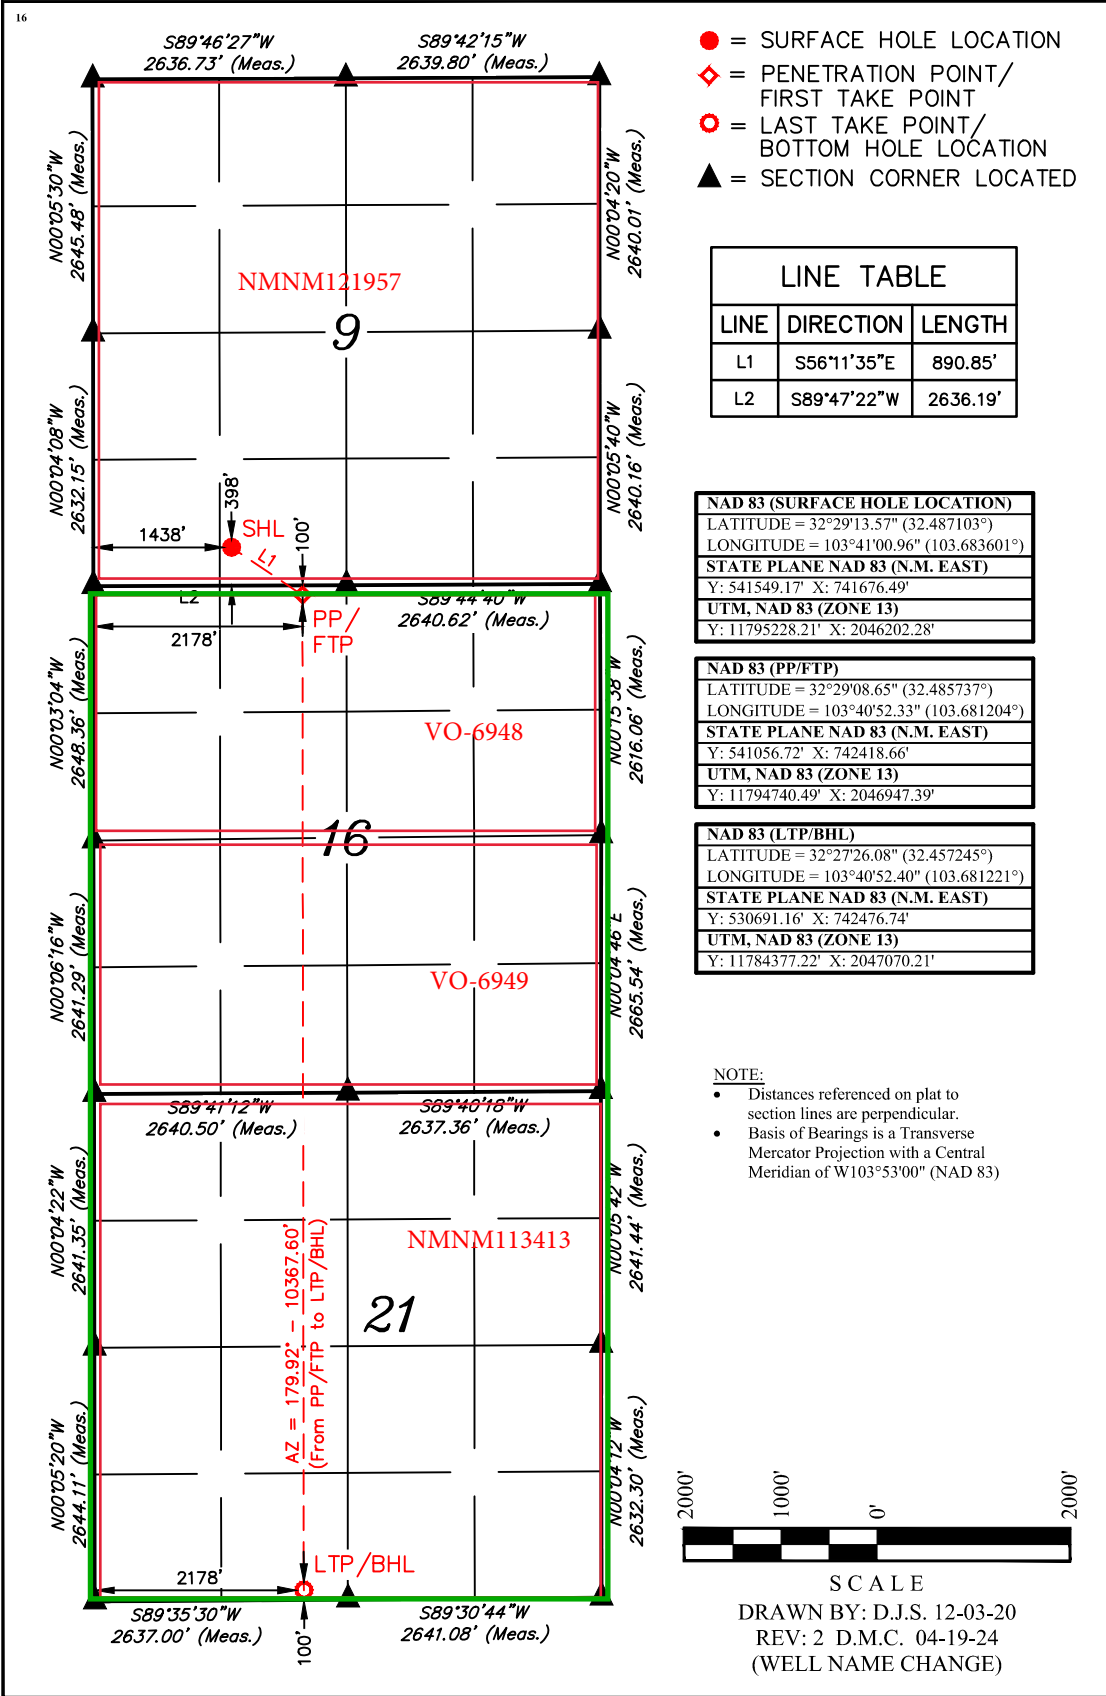 16
S89°46'27"W
2636.73' (Meas.)
S89°42'15"W
2639.80' (Meas.)
N00°05'30"W
2645.48' (Meas.)
N00°04'20"W
2640.01' (Meas.)
NMNM121957
9
N00°04'08"W
2632.15' (Meas.)
N00°05'40"W
2640.16' (Meas.)
398'
1438'
SHL
L1
100'
L2
S89°44'40"W
2640.62' (Meas.)
2178'
PP/
FTP
N00°03'04"W
2648.36' (Meas.)
N00°15'38"W
2616.06' (Meas.)
VO-6948
16
N00°06'16"W
2641.29' (Meas.)
N00°04'46"E
2665.54' (Meas.)
VO-6949
S89°41'12"W
2640.50' (Meas.)
S89°40'18"W
2637.36' (Meas.)
N00°04'22"W
2641.35' (Meas.)
N00°05'42"W
2641.44' (Meas.)
NMNM113413
21
AZ = 179.92° - 10367.60'
(From PP/FTP to LTP/BHL)
N00°05'20"W
2644.11' (Meas.)
N00°04'12"W
2632.30' (Meas.)
2178'
LTP/BHL
S89°35'30"W
2637.00' (Meas.)
100'
S89°30'44"W
2641.08' (Meas.)
= SURFACE HOLE LOCATION
= PENETRATION POINT/
FIRST TAKE POINT
= LAST TAKE POINT/
BOTTOM HOLE LOCATION
= SECTION CORNER LOCATED
LINE TABLE
LINE DIRECTION LENGTH
L1 S56°11'35"E 890.85'
L2 S89°47'22"W 2636.19'
NAD 83 (SURFACE HOLE LOCATION)
LATITUDE = 32°29'13.57" (32.487103°)
LONGITUDE = 103°41'00.96" (103.683601°)
STATE PLANE NAD 83 (N.M. EAST)
Y: 541549.17' X: 741676.49'
UTM, NAD 83 (ZONE 13)
Y: 11795228.21' X: 2046202.28'
NAD 83 (PP/FTP)
LATITUDE = 32°29'08.65" (32.485737°)
LONGITUDE = 103°40'52.33" (103.681204°)
STATE PLANE NAD 83 (N.M. EAST)
Y: 541056.72' X: 742418.66'
UTM, NAD 83 (ZONE 13)
Y: 11794740.49' X: 2046947.39'
NAD 83 (LTP/BHL)
LATITUDE = 32°27'26.08" (32.457245°)
LONGITUDE = 103°40'52.40" (103.681221°)
STATE PLANE NAD 83 (N.M. EAST)
Y: 530691.16' X: 742476.74'
UTM, NAD 83 (ZONE 13)
Y: 11784377.22' X: 2047070.21'
NOTE:
• Distances referenced on plat to
section lines are perpendicular.
• Basis of Bearings is a Transverse
Mercator Projection with a Central
Meridian of W103°53'00" (NAD 83)
2000' 1000' 0' 2000'
SCALE
DRAWN BY: D.J.S. 12-03-20
REV: 2 D.M.C. 04-19-24
(WELL NAME CHANGE)